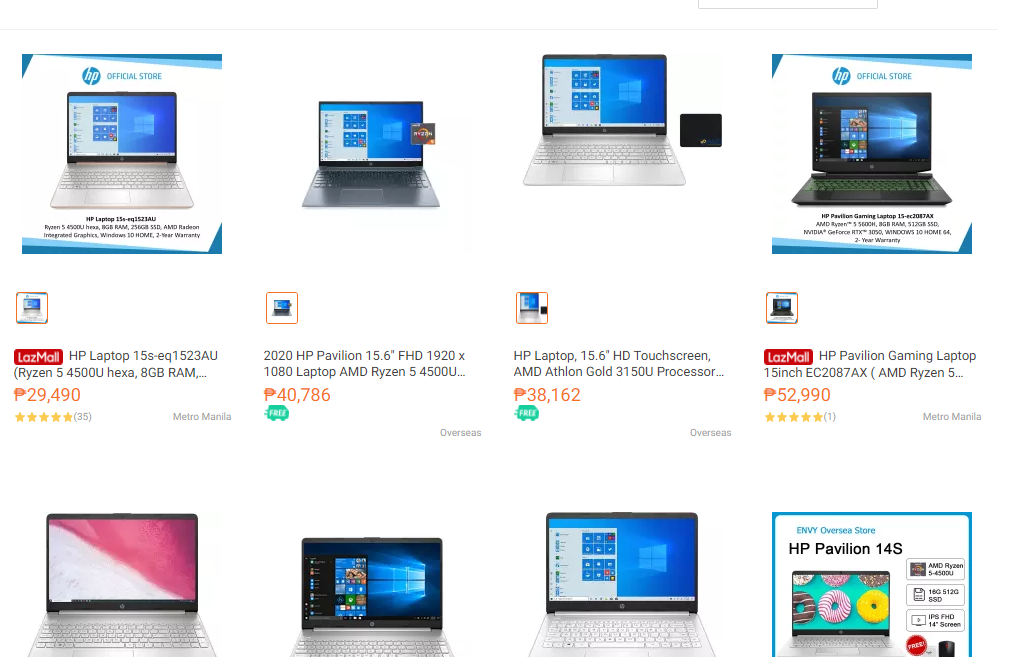 hp OFFICIAL STORE
HP Laptop 15s-eq1523AU
Ryzen 5 4500U hexa, 8GB RAM, 256GB SSD, AMD Radeon
Integrated Graphics, Windows 10 HOME, 2-Year Warranty
RYZEN
hp OFFICIAL STORE
HP Pavilion Gaming Laptop 15-ec2087AX
AMD Ryzen™ 5 5600H, 8GB RAM, 512GB SSD,
NVIDIA® GeForce RTX™ 3050, WINDOWS 10 HOME 64,
2- Year Warranty
LazMall HP Laptop 15s-eq1523AU
(Ryzen 5 4500U hexa, 8GB RAM,...
₱29,490
(35)
Metro Manila
2020 HP Pavilion 15.6" FHD 1920 x
1080 Laptop AMD Ryzen 5 4500U...
₱40,786
FREE
Overseas
HP Laptop, 15.6" HD Touchscreen,
AMD Athlon Gold 3150U Processor...
₱38,162
FREE
Overseas
LazMall HP Pavilion Gaming Laptop
15inch EC2087AX ( AMD Ryzen 5...
₱52,990
(1)
Metro Manila
ENVY Oversea Store
HP Pavilion 14S
AMD Ryzen
5-4500U
16G 512G
SSD
IPS FHD
14" Screen
FREE!